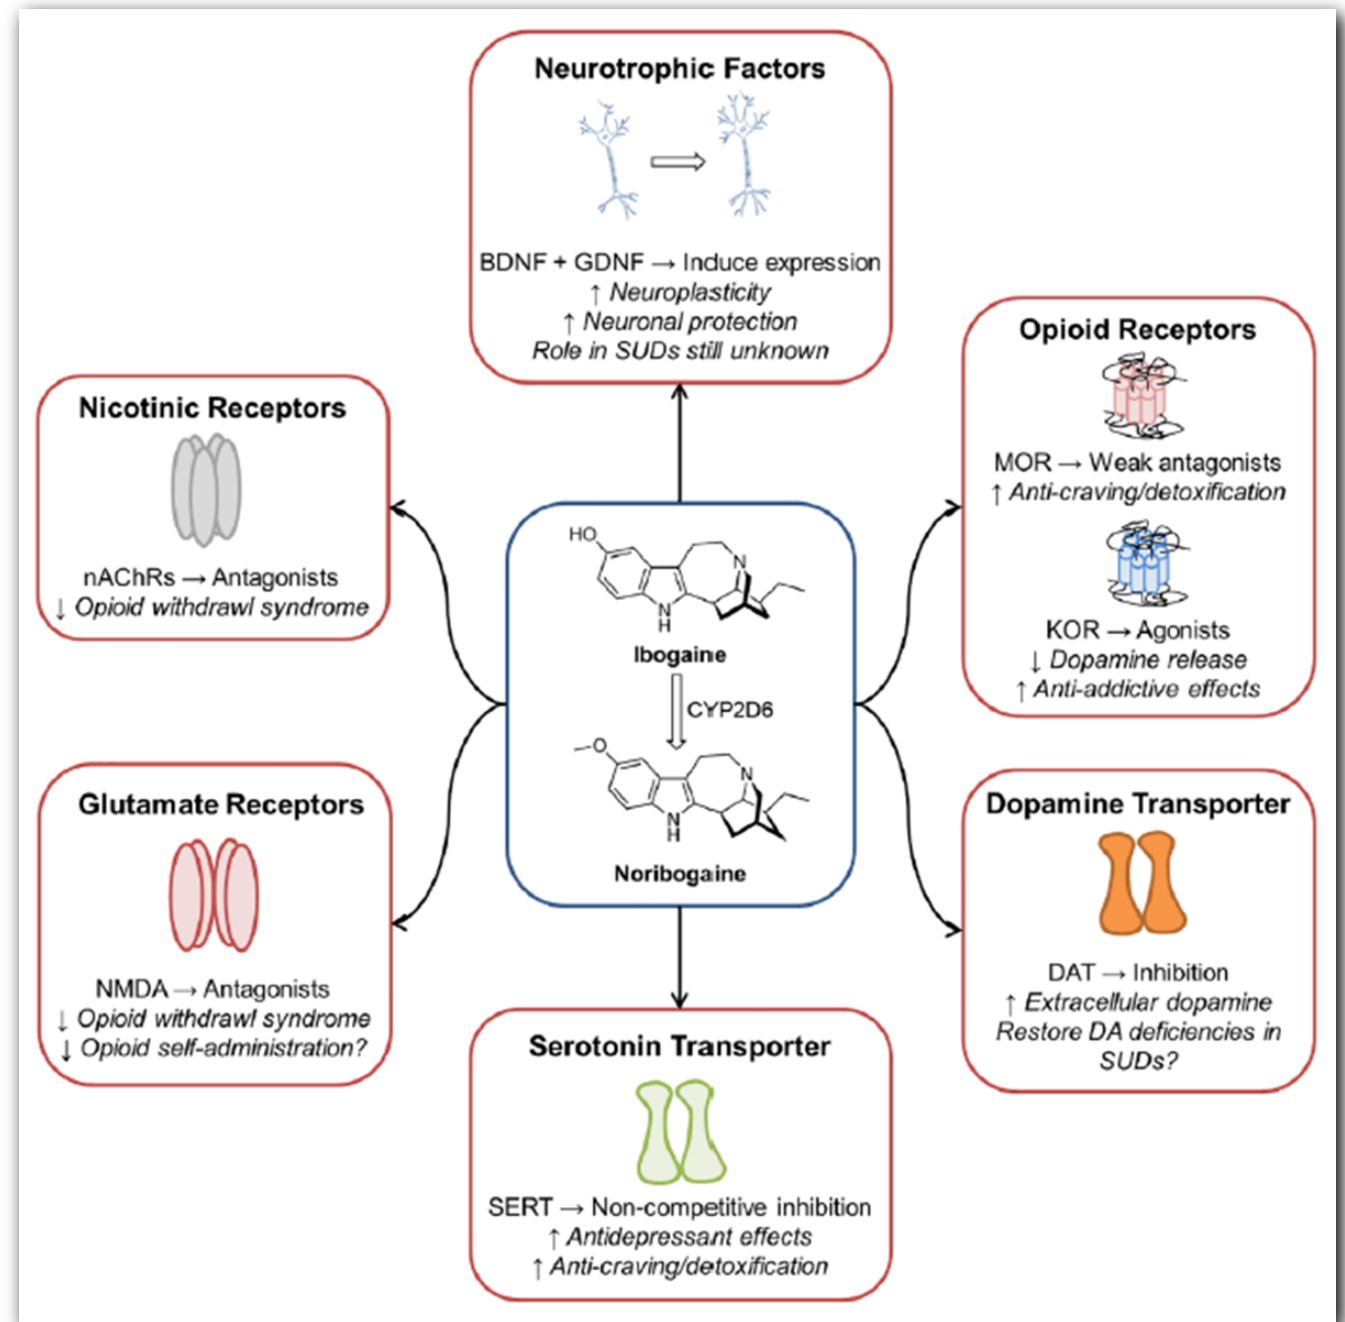 Neurotrophic Factors
BDNF + GDNF → Induce expression
↑ Neuroplasticity
↑ Neuronal protection
Role in SUDs still unknown
Opioid Receptors
MOR → Weak antagonists
↑ Anti-craving/detoxification
KOR → Agonists
↓ Dopamine release
↑ Anti-addictive effects
Nicotinic Receptors
nAChRs → Antagonists
↓ Opioid withdrawl syndrome
HO
N
N
H
Ibogaine
CYP2D6
O
N
N
H
Noribogaine
Glutamate Receptors
NMDA → Antagonists
↓ Opioid withdrawl syndrome
↓ Opioid self-administration?
Dopamine Transporter
DAT → Inhibition
↑ Extracellular dopamine
Restore DA deficiencies in
SUDs?
Serotonin Transporter
SERT → Non-competitive inhibition
↑ Antidepressant effects
↑ Anti-craving/detoxification